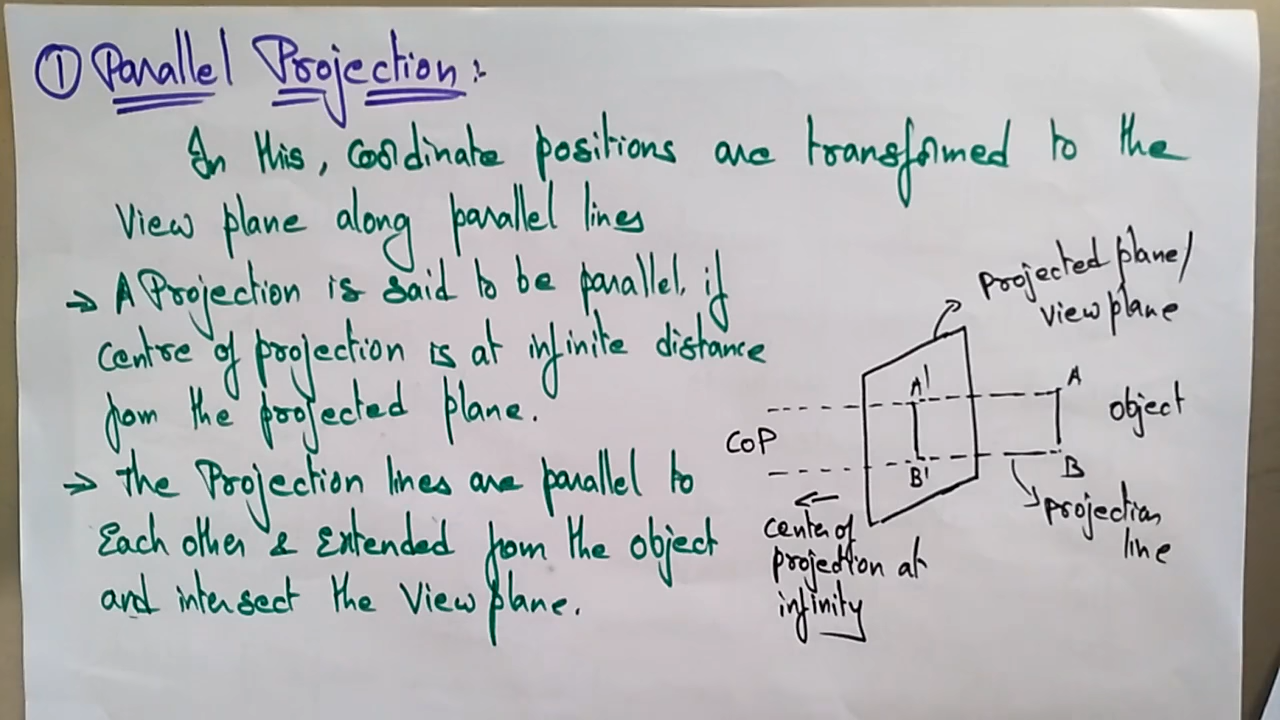 ① Parallel Projection :-
In this, coordinate positions are transformed to the
View plane along parallel lines
→ A Projection is said to be parallel, if
centre of projection is at infinite distance
from the projected plane.
→ The Projection lines are parallel to
Each other & Extended from the object
and intersect the View plane.
projected plane/
view plane
A'
A
object
COP
B'
B
projection
line
←
center of
projection at
infinity